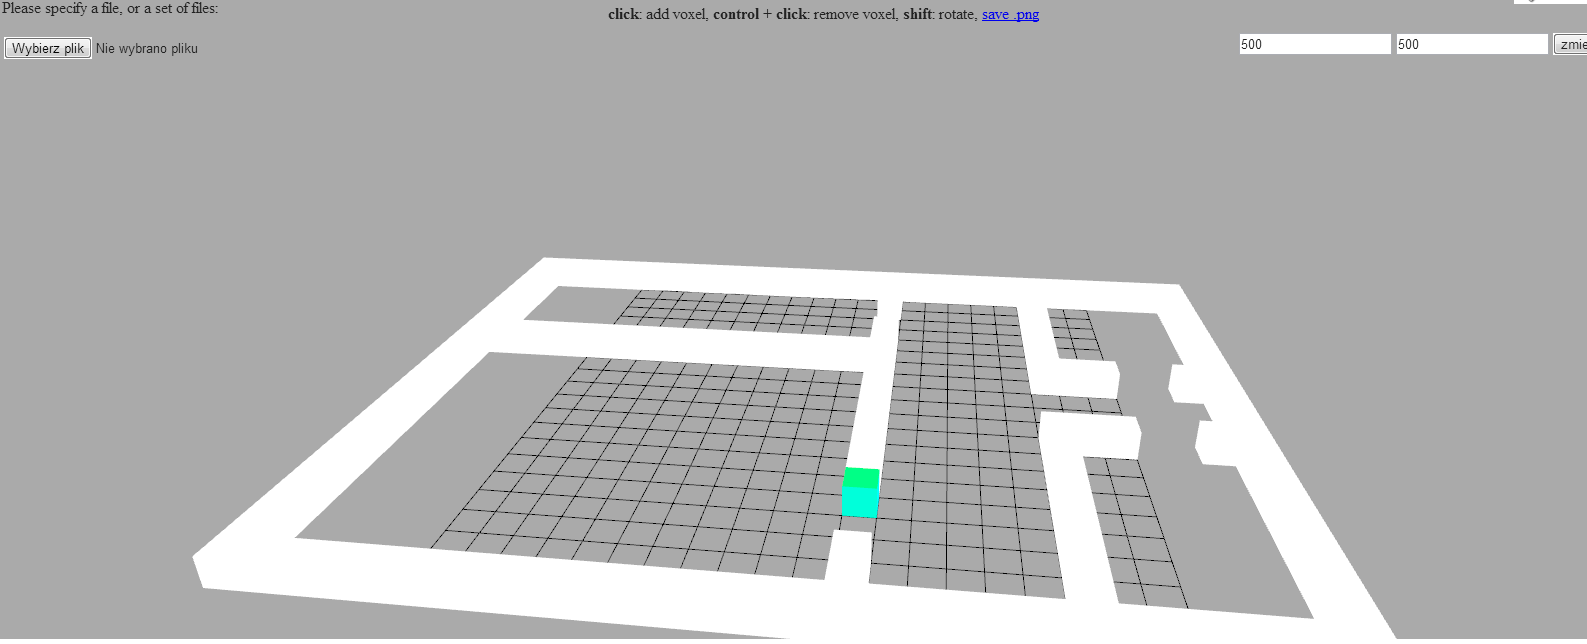 Please specify a file, or a set of files:
click: add voxel, control + click: remove voxel, shift: rotate, save .png
Wybierz plik Nie wybrano pliku
500 500